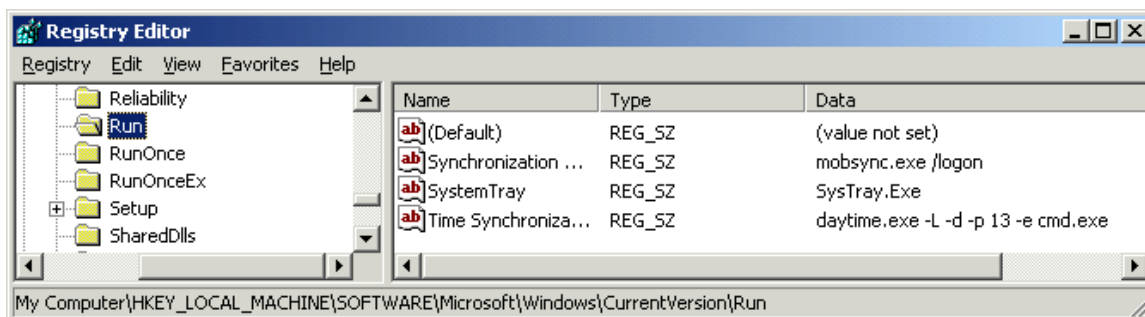 Registry Editor
Registry Edit View Favorites Help
Reliability
Run
RunOnce
RunOnceEx
Setup
SharedDlls
Name Type Data
(Default) REG_SZ (value not set)
Synchronization ... REG_SZ mobsync.exe /logon
SystemTray REG_SZ SysTray.Exe
Time Synchroniza... REG_SZ daytime.exe -L -d -p 13 -e cmd.exe
My Computer\HKEY_LOCAL_MACHINE\SOFTWARE\Microsoft\Windows\CurrentVersion\Run